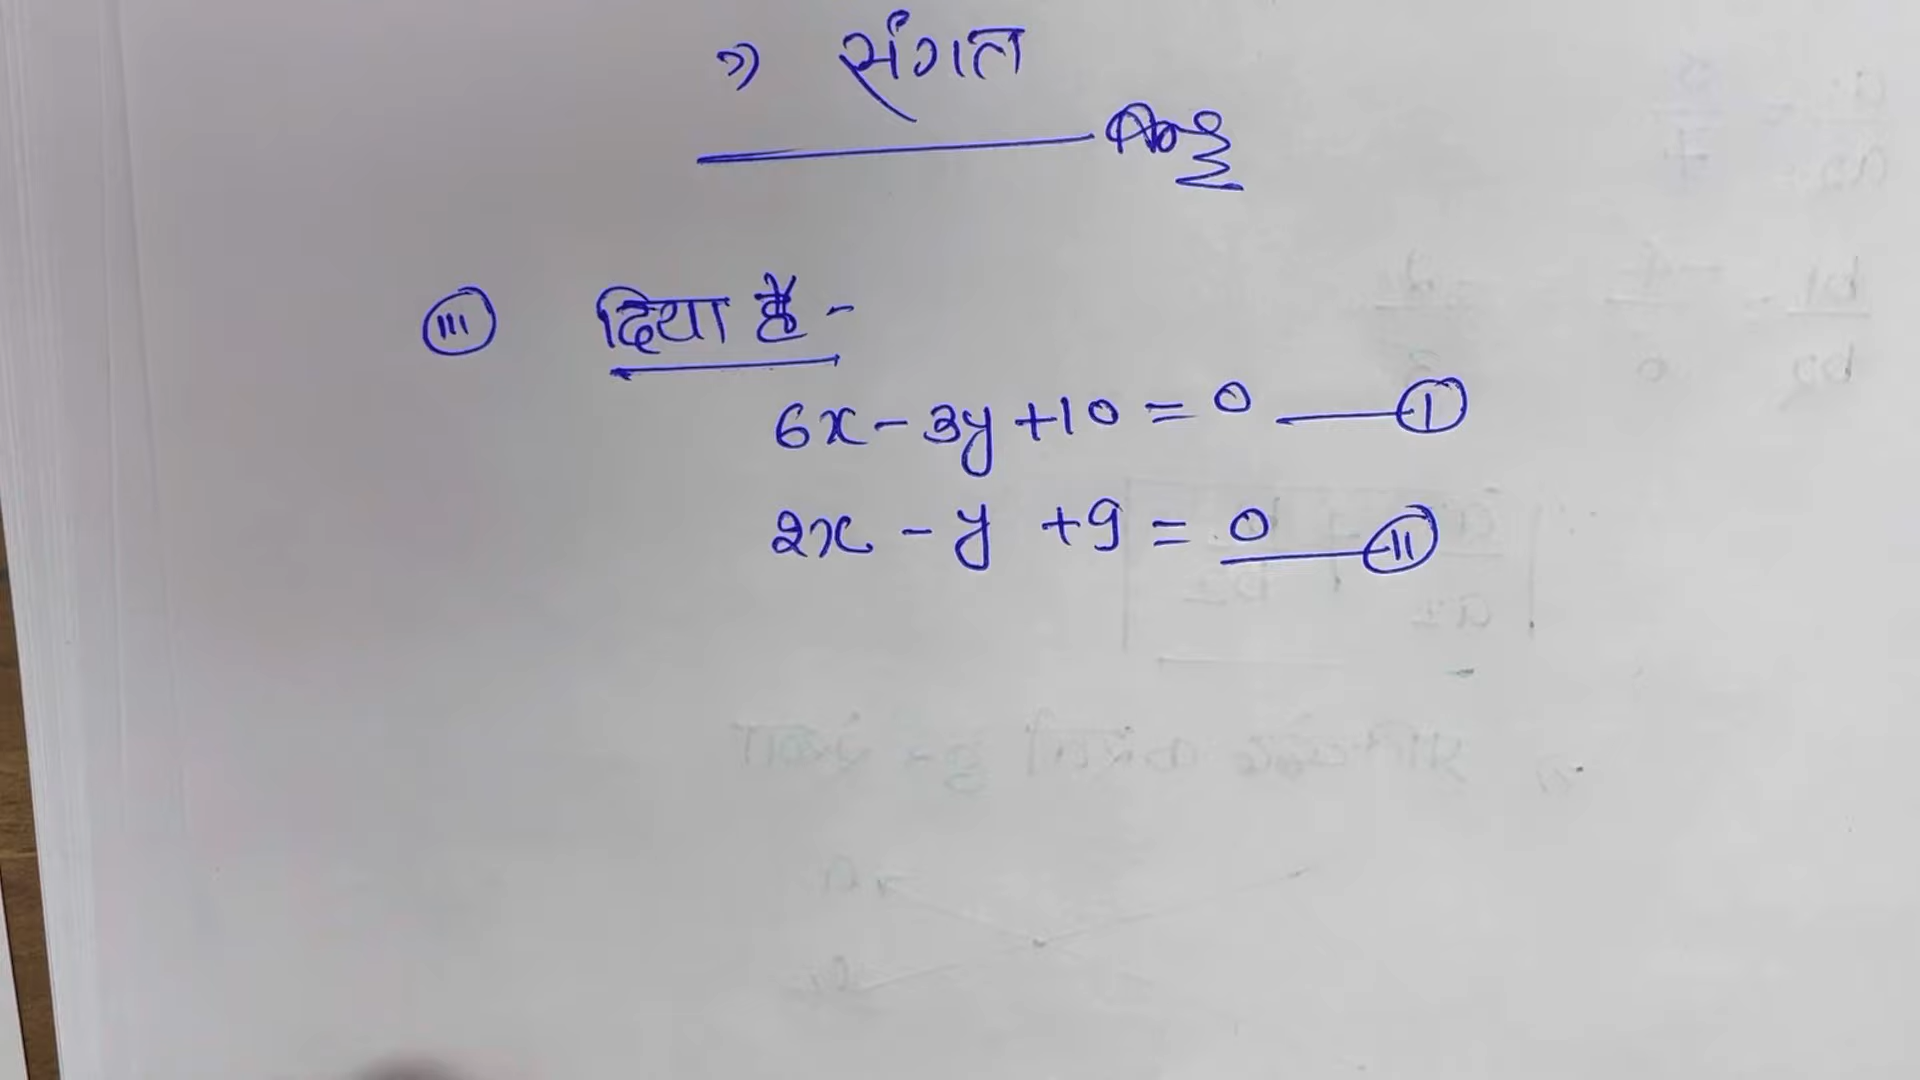 => संगत
(iii) दिया है -
6x - 3y + 10 = 0 —— (I)
2x - y + 9 = 0 —— (II)